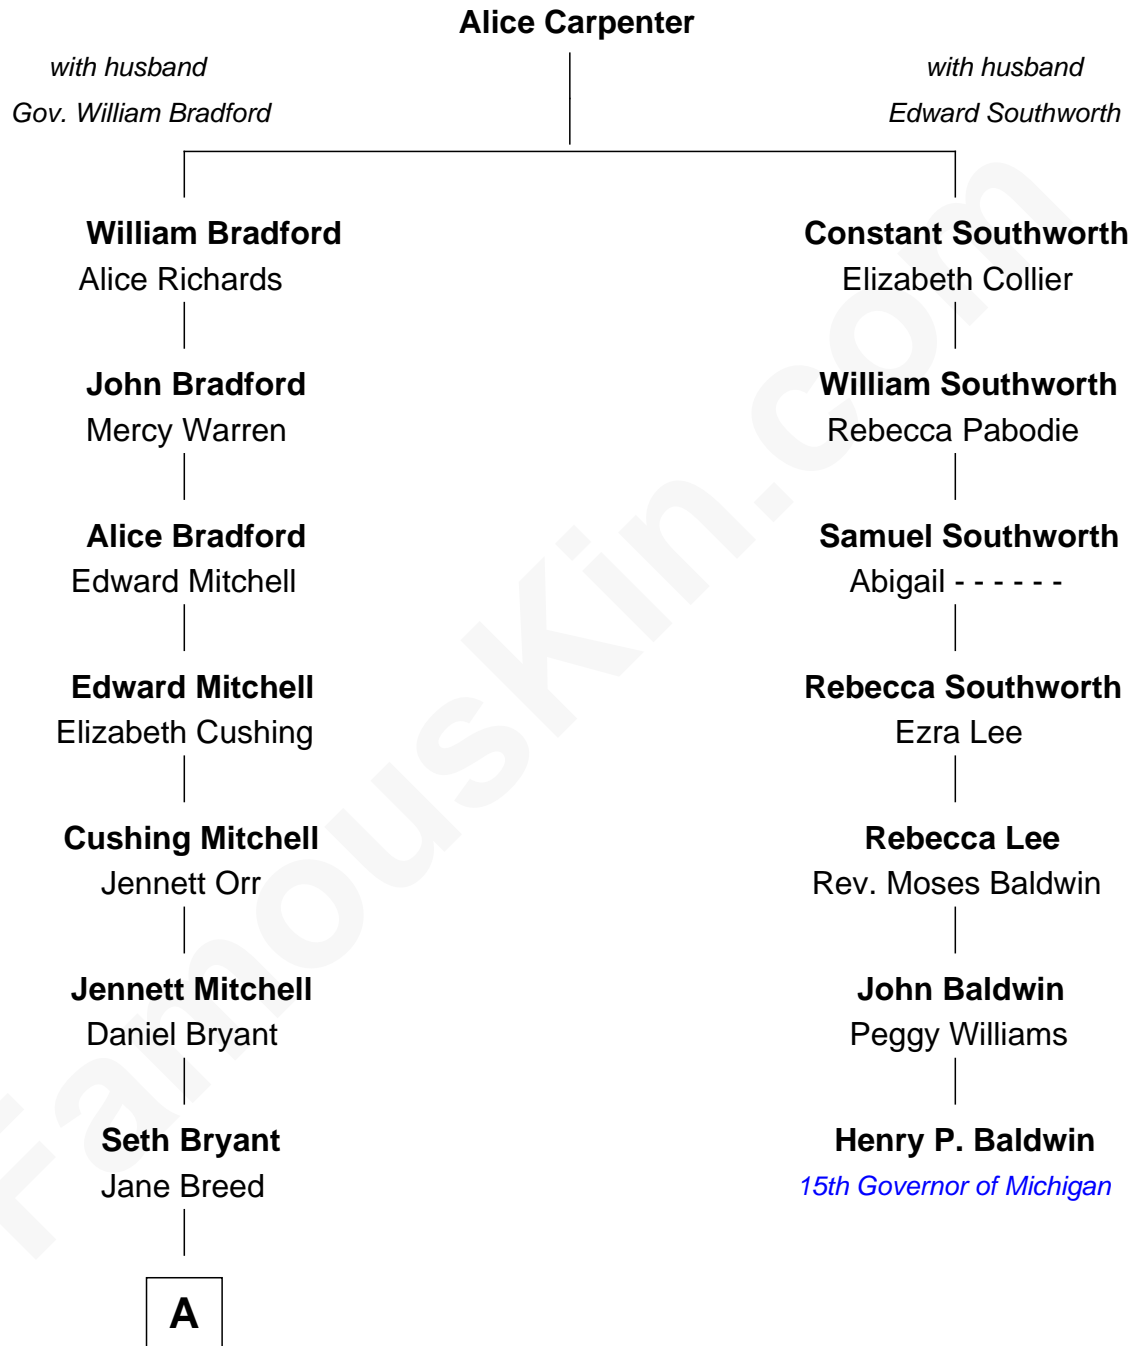 Alice Carpenter
with husband
Gov. William Bradford
with husband
Edward Southworth
William Bradford
Alice Richards
Constant Southworth
Elizabeth Collier
John Bradford
Mercy Warren
William Southworth
Rebecca Pabodie
Alice Bradford
Edward Mitchell
Samuel Southworth
Abigail - - - - - -
Edward Mitchell
Elizabeth Cushing
Rebecca Southworth
Ezra Lee
Cushing Mitchell
Jennett Orr
Rebecca Lee
Rev. Moses Baldwin
Jennett Mitchell
Daniel Bryant
John Baldwin
Peggy Williams
Seth Bryant
Jane Breed
Henry P. Baldwin
15th Governor of Michigan
A
FamousKin.com